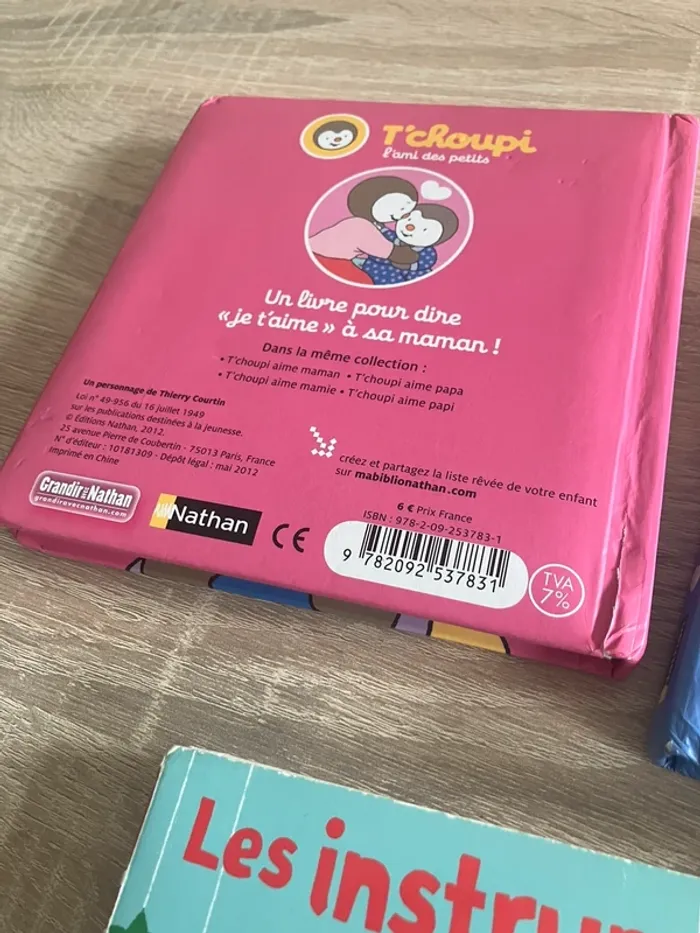 T'choupi
l'ami des petits
Un livre pour dire
«je t'aime» à sa maman !
Dans la même collection :
• T'choupi aime maman • T'choupi aime papa
• T'choupi aime mamie • T'choupi aime papi
Un personnage de Thierry Courtin
Loi n° 49-956 du 16 juillet 1949
sur les publications destinées à la jeunesse.
© Éditions Nathan, 2012.
25 avenue Pierre de Coubertin - 75013 Paris, France
N° d'éditeur : 10181309 - Dépôt légal : mai 2012
Imprimé en Chine
créez et partagez la liste rêvée de votre enfant
sur mabiblionathan.com
Grandir avec Nathan
grandiravecnathan.com
Nathan
CE
6 € Prix France
ISBN : 978-2-09-253783-1
9 782092 537831
TVA
7%
Les instru